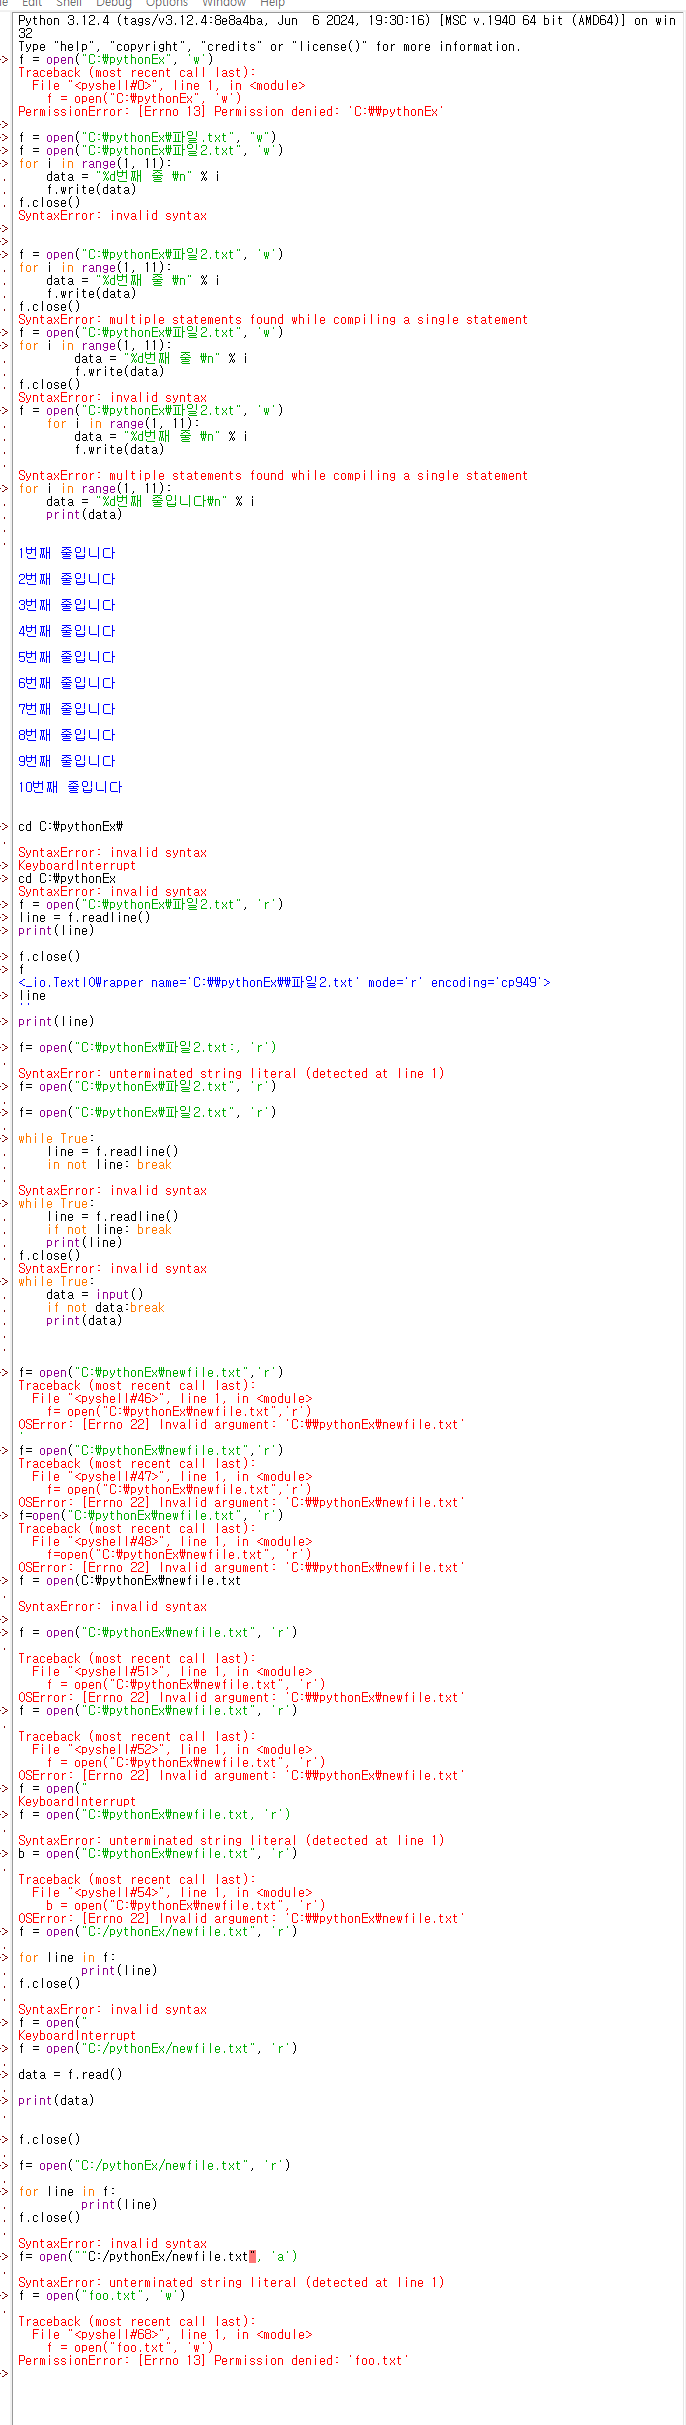 Edit Shell Debug Options Window Help
Python 3.12.4 (tags/v3.12.4:8e8a4ba, Jun  6 2024, 19:30:16) [MSC v.1940 64 bit (AMD64)] on win
32
Type "help", "copyright", "credits" or "license()" for more information.
> f = open("C:\pythonEx", 'w')
Traceback (most recent call last):
  File "<pyshell#0>", line 1, in <module>
    f = open("C:\pythonEx", 'w')
PermissionError: [Errno 13] Permission denied: 'C:\\pythonEx'
>
> f = open("C:\pythonEx\파일.txt", "w")
> f = open("C:\pythonEx\파일2.txt", 'w')
> for i in range(1, 11):
.     data = "%d번째 줄 \n" % i
.     f.write(data)
. f.close()
SyntaxError: invalid syntax
>
>
> f = open("C:\pythonEx\파일2.txt", 'w')
. for i in range(1, 11):
.     data = "%d번째 줄 \n" % i
.     f.write(data)
. f.close()
SyntaxError: multiple statements found while compiling a single statement
> f = open("C:\pythonEx\파일2.txt", 'w')
> for i in range(1, 11):
.         data = "%d번째 줄 \n" % i
.         f.write(data)
. f.close()
SyntaxError: invalid syntax
> f = open("C:\pythonEx\파일2.txt", 'w')
.     for i in range(1, 11):
.         data = "%d번째 줄 \n" % i
.         f.write(data)
.
SyntaxError: multiple statements found while compiling a single statement
> for i in range(1, 11):
.     data = "%d번째 줄입니다\n" % i
.     print(data)
.
.
1번째 줄입니다
2번째 줄입니다
3번째 줄입니다
4번째 줄입니다
5번째 줄입니다
6번째 줄입니다
7번째 줄입니다
8번째 줄입니다
9번째 줄입니다
10번째 줄입니다
> cd C:\pythonEx\
.
SyntaxError: invalid syntax
> KeyboardInterrupt
> cd C:\pythonEx
SyntaxError: invalid syntax
> f = open("C:\pythonEx\파일2.txt", 'r')
> line = f.readline()
> print(line)
> f.close()
> f
<_io.TextIOWrapper name='C:\\pythonEx\\파일2.txt' mode='r' encoding='cp949'>
> line
''
> print(line)
> f= open("C:\pythonEx\파일2.txt:, 'r')
.
SyntaxError: unterminated string literal (detected at line 1)
> f= open("C:\pythonEx\파일2.txt", 'r')
.
> f= open("C:\pythonEx\파일2.txt", 'r')
.
> while True:
.     line = f.readline()
.     in not line: break
.
SyntaxError: invalid syntax
> while True:
.     line = f.readline()
.     if not line: break
.     print(line)
. f.close()
SyntaxError: invalid syntax
> while True:
.     data = input()
.     if not data:break
.     print(data)
.
.
> f= open("C:\pythonEx\newfile.txt",'r')
Traceback (most recent call last):
  File "<pyshell#46>", line 1, in <module>
    f= open("C:\pythonEx\newfile.txt",'r')
OSError: [Errno 22] Invalid argument: 'C:\\pythonEx\newfile.txt'
'
> f= open("C:\pythonEx\newfile.txt",'r')
Traceback (most recent call last):
  File "<pyshell#47>", line 1, in <module>
    f= open("C:\pythonEx\newfile.txt",'r')
OSError: [Errno 22] Invalid argument: 'C:\\pythonEx\newfile.txt'
> f=open("C:\pythonEx\newfile.txt", 'r')
Traceback (most recent call last):
  File "<pyshell#48>", line 1, in <module>
    f=open("C:\pythonEx\newfile.txt", 'r')
OSError: [Errno 22] Invalid argument: 'C:\\pythonEx\newfile.txt'
> f = open(C:\pythonEx\newfile.txt
.
SyntaxError: invalid syntax
>
> f = open("C:\pythonEx\newfile.txt", 'r')
.
Traceback (most recent call last):
  File "<pyshell#51>", line 1, in <module>
    f = open("C:\pythonEx\newfile.txt", 'r')
OSError: [Errno 22] Invalid argument: 'C:\\pythonEx\newfile.txt'
> f = open("C:\pythonEx\newfile.txt", 'r')
.
Traceback (most recent call last):
  File "<pyshell#52>", line 1, in <module>
    f = open("C:\pythonEx\newfile.txt", 'r')
OSError: [Errno 22] Invalid argument: 'C:\\pythonEx\newfile.txt'
> f = open("
KeyboardInterrupt
> f = open("C:\pythonEx\newfile.txt, 'r')
.
SyntaxError: unterminated string literal (detected at line 1)
> b = open("C:\pythonEx\newfile.txt", 'r')
.
Traceback (most recent call last):
  File "<pyshell#54>", line 1, in <module>
    b = open("C:\pythonEx\newfile.txt", 'r')
OSError: [Errno 22] Invalid argument: 'C:\\pythonEx\newfile.txt'
> f = open("C:/pythonEx/newfile.txt", 'r')
.
> for line in f:
.         print(line)
. f.close()
.
SyntaxError: invalid syntax
> f = open("
KeyboardInterrupt
> f = open("C:/pythonEx/newfile.txt", 'r')
.
> data = f.read()
.
> print(data)
.
> f.close()
.
> f= open("C:/pythonEx/newfile.txt", 'r')
.
> for line in f:
.         print(line)
. f.close()
.
SyntaxError: invalid syntax
> f= open(""C:/pythonEx/newfile.txt", 'a')
.
SyntaxError: unterminated string literal (detected at line 1)
> f = open("foo.txt", 'w')
.
Traceback (most recent call last):
  File "<pyshell#68>", line 1, in <module>
    f = open("foo.txt", 'w')
PermissionError: [Errno 13] Permission denied: 'foo.txt'
>